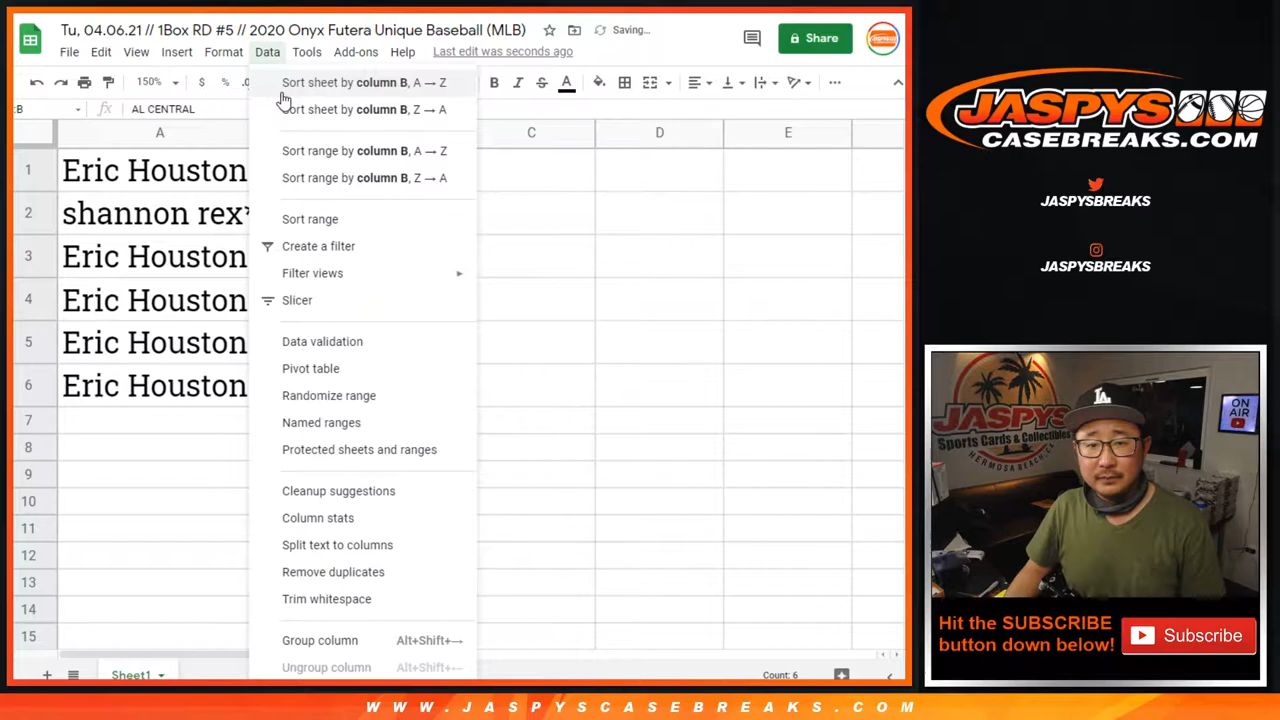 Tu, 04.06.21 // 1Box RD #5 // 2020 Onyx Futera Unique Baseball (MLB)
Saving...
File Edit View Insert Format Data Tools Add-ons Help Last edit was seconds ago
Share
150% $ % .0 B I S A
:B fx AL CENTRAL
A C D E
1 Eric Houston
2 shannon rex*
3 Eric Houston
4 Eric Houston
5 Eric Houston
6 Eric Houston
7
8
9
10
11
12
13
14
15
Sort sheet by column B, A → Z
Sort sheet by column B, Z → A
Sort range by column B, A → Z
Sort range by column B, Z → A
Sort range
Create a filter
Filter views
Slicer
Data validation
Pivot table
Randomize range
Named ranges
Protected sheets and ranges
Cleanup suggestions
Column stats
Split text to columns
Remove duplicates
Trim whitespace
Group column Alt+Shift+→
Ungroup column Alt+Shift+←
Sheet1
Count: 6
JASPYS
CASEBREAKS.COM
JASPYSBREAKS
JASPYSBREAKS
JASPYS
Sports Cards & Collectibles
HERMOSA BEACH, CA
LA
ON AIR
Hit the SUBSCRIBE
button down below!
Subscribe
WWW.JASPYSCASEBREAKS.COM